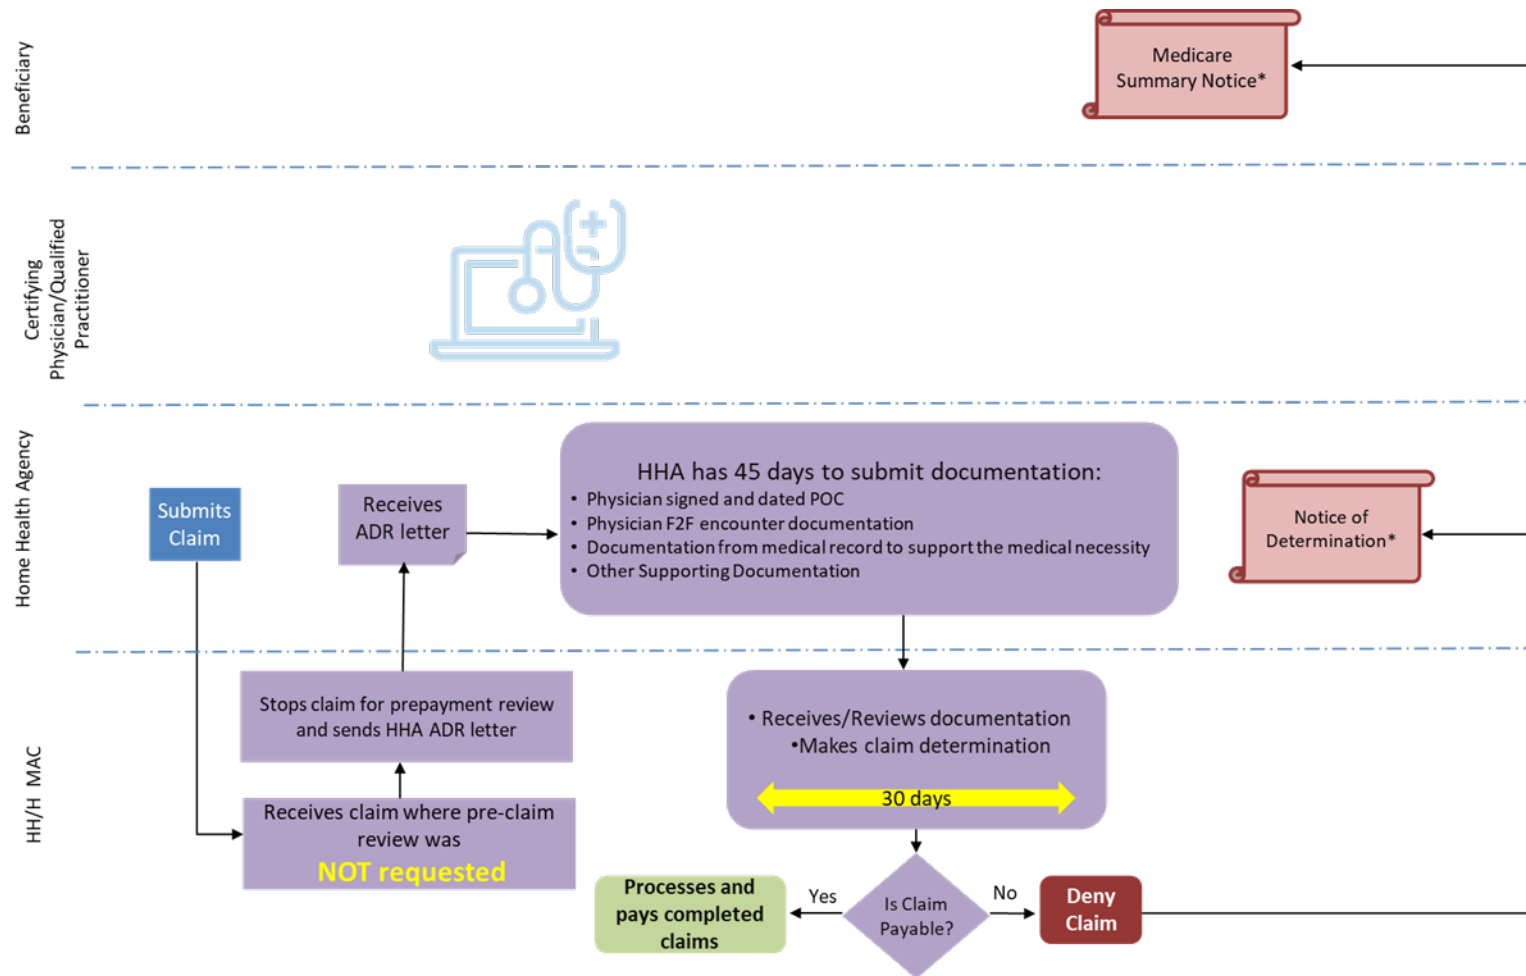 Beneficiary
Medicare
Summary Notice*
Certifying
Physician/Qualified
Practitioner
Home Health Agency
Submits
Claim
Receives
ADR letter
HHA has 45 days to submit documentation:
• Physician signed and dated POC
• Physician F2F encounter documentation
• Documentation from medical record to support the medical necessity
• Other Supporting Documentation
Notice of
Determination*
HH/H MAC
Stops claim for prepayment review
and sends HHA ADR letter
Receives claim where pre-claim
review was
NOT requested
• Receives/Reviews documentation
•Makes claim determination
30 days
Is Claim
Payable?
Yes
Processes and
pays completed
claims
No
Deny
Claim